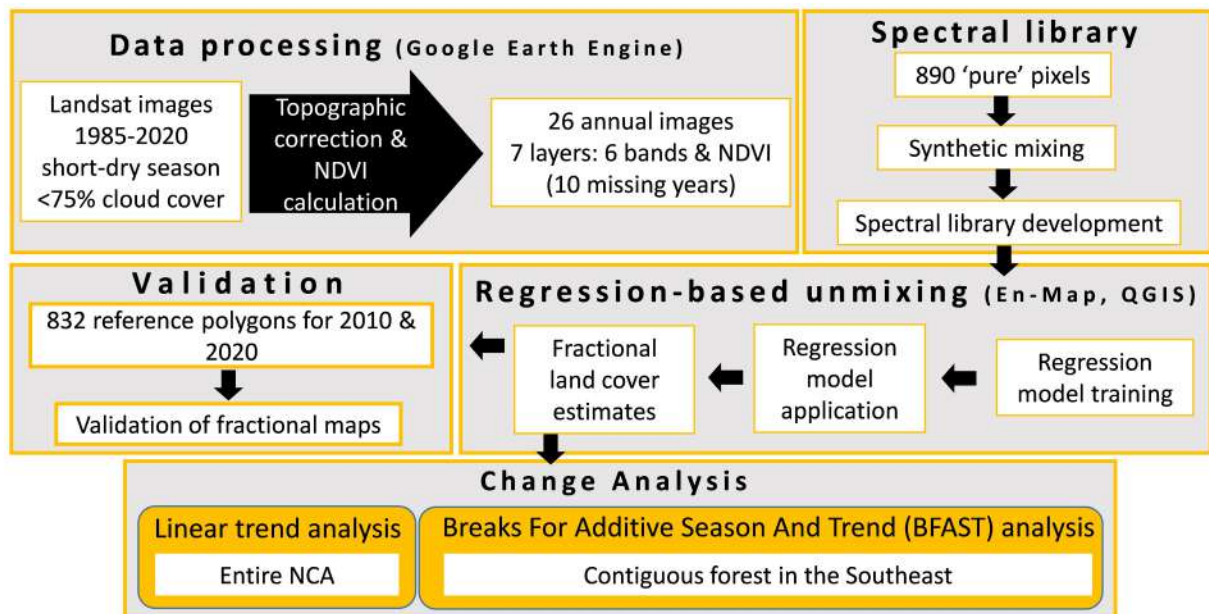 Data processing (Google Earth Engine)
Landsat images
1985-2020
short-dry season
<75% cloud cover
Topographic
correction &
NDVI
calculation
26 annual images
7 layers: 6 bands & NDVI
(10 missing years)
Spectral library
890 ‘pure’ pixels
Synthetic mixing
Spectral library development
Validation
832 reference polygons for 2010 &
2020
Validation of fractional maps
Regression-based unmixing (En-Map, QGIS)
Fractional
land cover
estimates
Regression
model
application
Regression
model training
Change Analysis
Linear trend analysis
Entire NCA
Breaks For Additive Season And Trend (BFAST) analysis
Contiguous forest in the Southeast